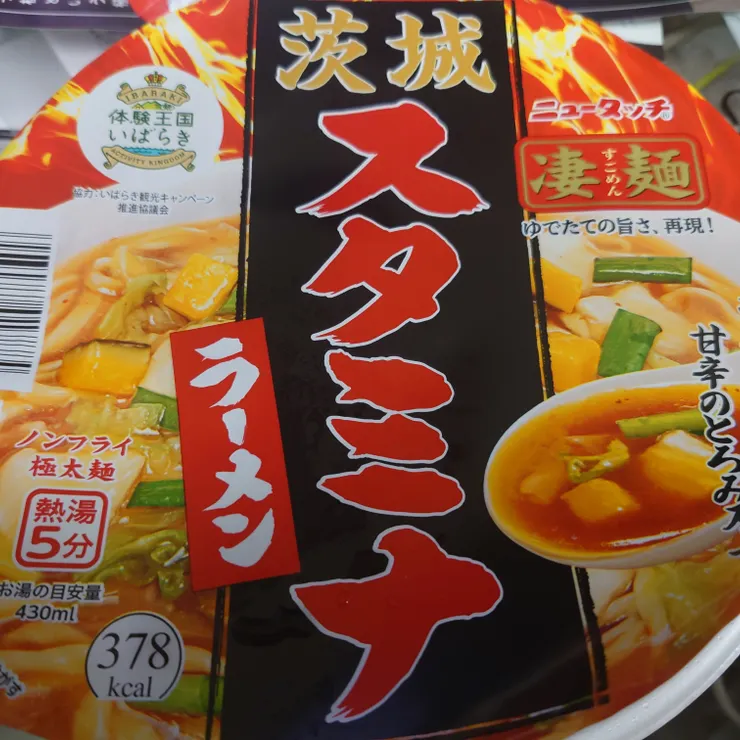 茨城
スタミナ
ラーメン
IBARAKI
体験王国
いばらき
ACTIVITY KINGDOM
協力:いばらき観光キャンペーン
推進協議会
ニュータッチ®
凄麺
すごめん
ゆでたての旨さ、再現!
甘辛のとろみ
ノンフライ
極太麺
熱湯
5分
お湯の目安量
430ml
378
kcal